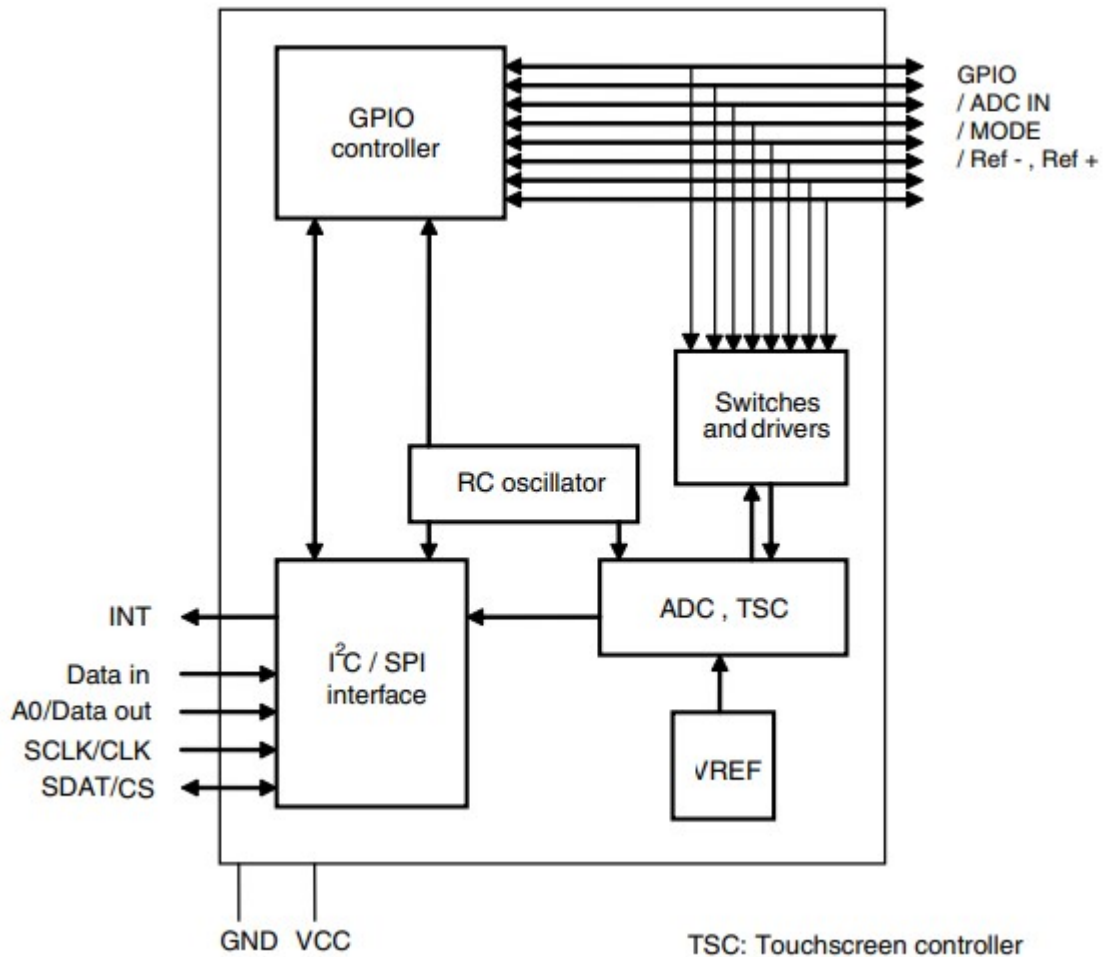 GPIO
controller
GPIO
/ ADC IN
/ MODE
/ Ref - , Ref +
Switches
and drivers
RC oscillator
ADC , TSC
INT
Data in
A0/Data out
SCLK/CLK
SDAT/CS
I²C / SPI
interface
VREF
GND VCC
TSC: Touchscreen controller